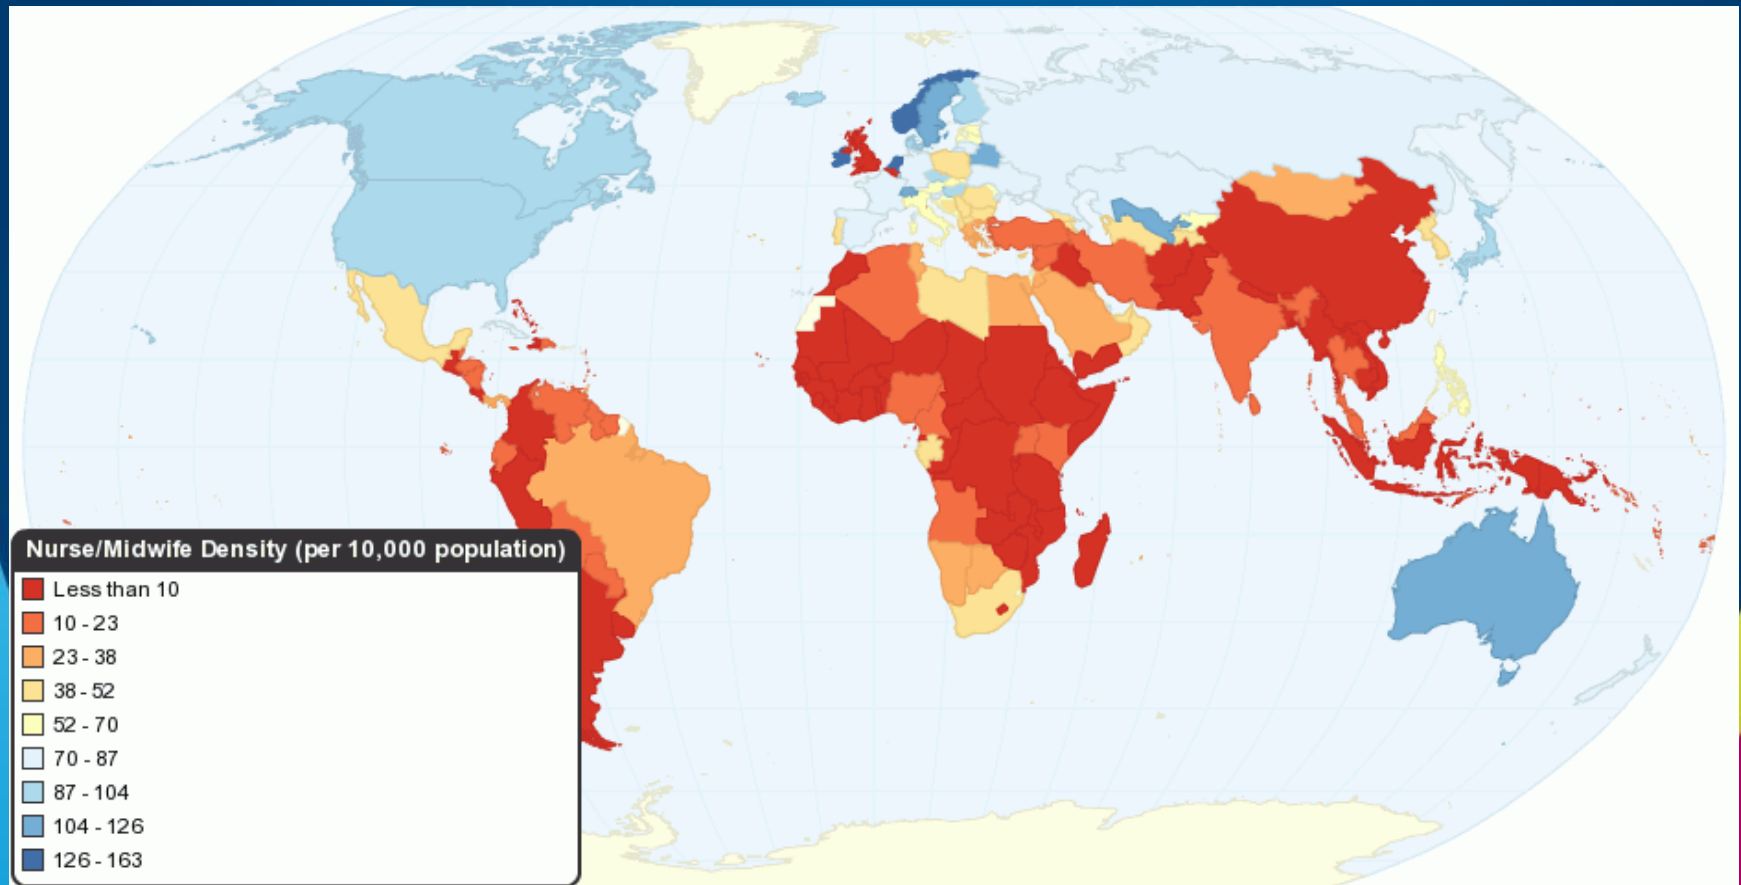 Nurse/Midwife Density (per 10,000 population)
Less than 10
10 - 23
23 - 38
38 - 52
52 - 70
70 - 87
87 - 104
104 - 126
126 - 163